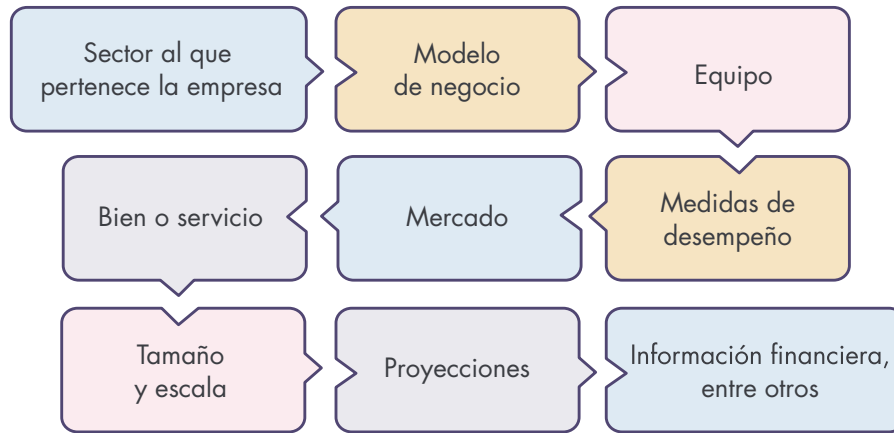 Sector al que
pertenece la empresa
Modelo
de negocio
Equipo
Medidas de
desempeño
Mercado
Bien o servicio
Tamaño
y escala
Proyecciones
Información financiera,
entre otros